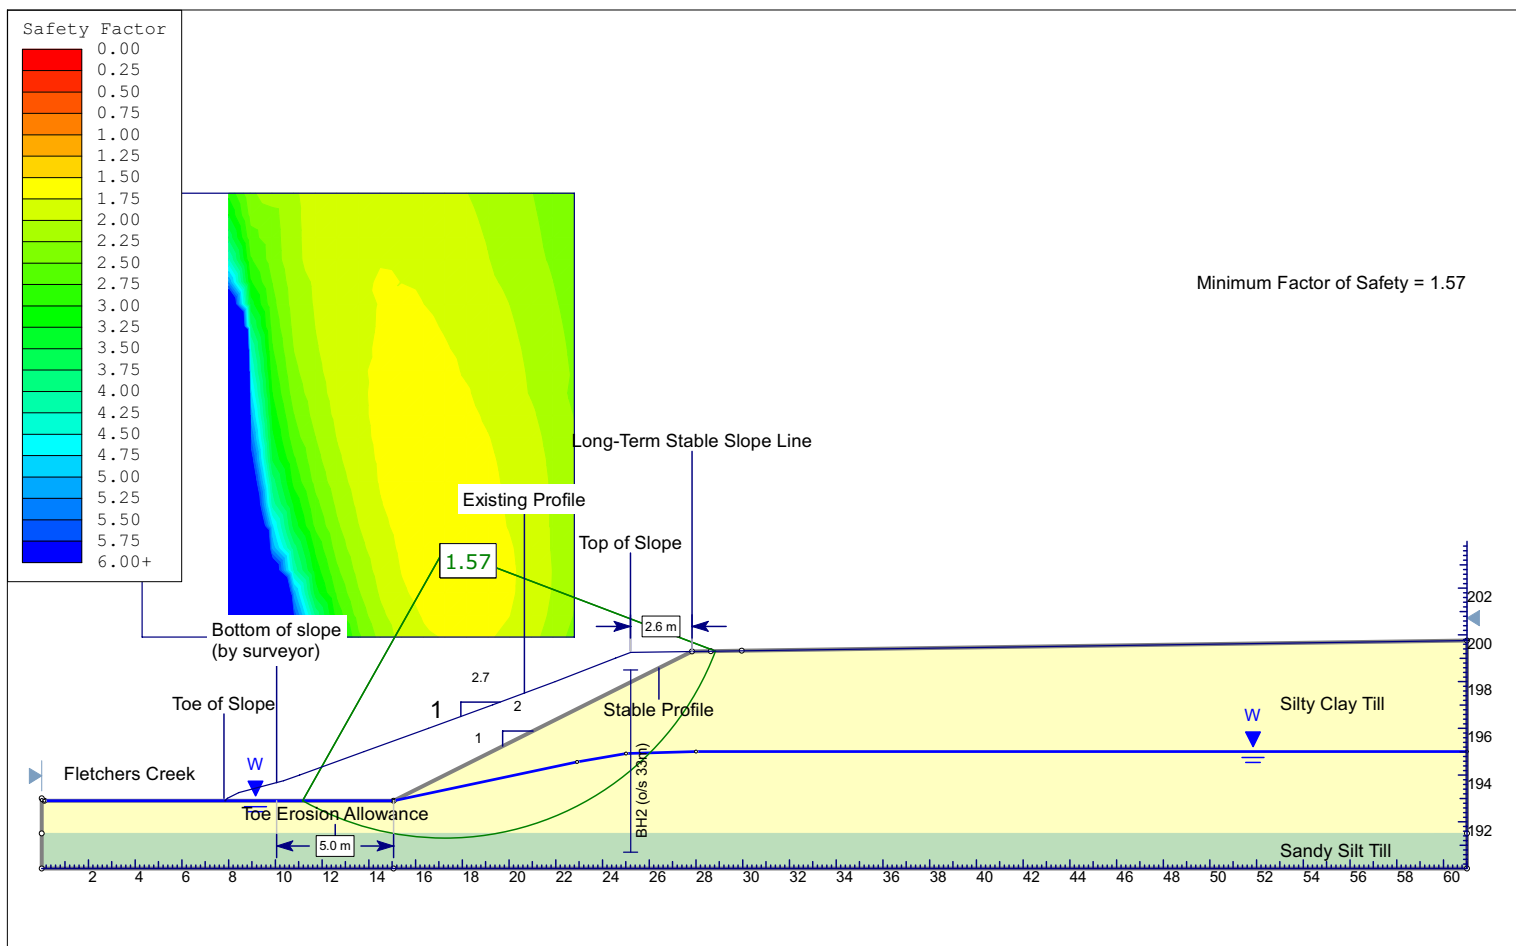 Safety Factor
0.00
0.25
0.50
0.75
1.00
1.25
1.50
1.75
2.00
2.25
2.50
2.75
3.00
3.25
3.50
3.75
4.00
4.25
4.50
4.75
5.00
5.25
5.50
5.75
6.00+
Minimum Factor of Safety = 1.57
Long-Term Stable Slope Line
Existing Profile
Top of Slope
1.57
2.6 m
Bottom of slope
(by surveyor)
Toe of Slope
2.7
1
2
1
Stable Profile
BH2 (o/s 33m)
Silty Clay Till
W
W
Fletchers Creek
Toe Erosion Allowance
5.0 m
Sandy Silt Till
202
200
198
196
194
192
2 4 6 8 10 12 14 16 18 20 22 24 26 28 30 32 34 36 38 40 42 44 46 48 50 52 54 56 58 60